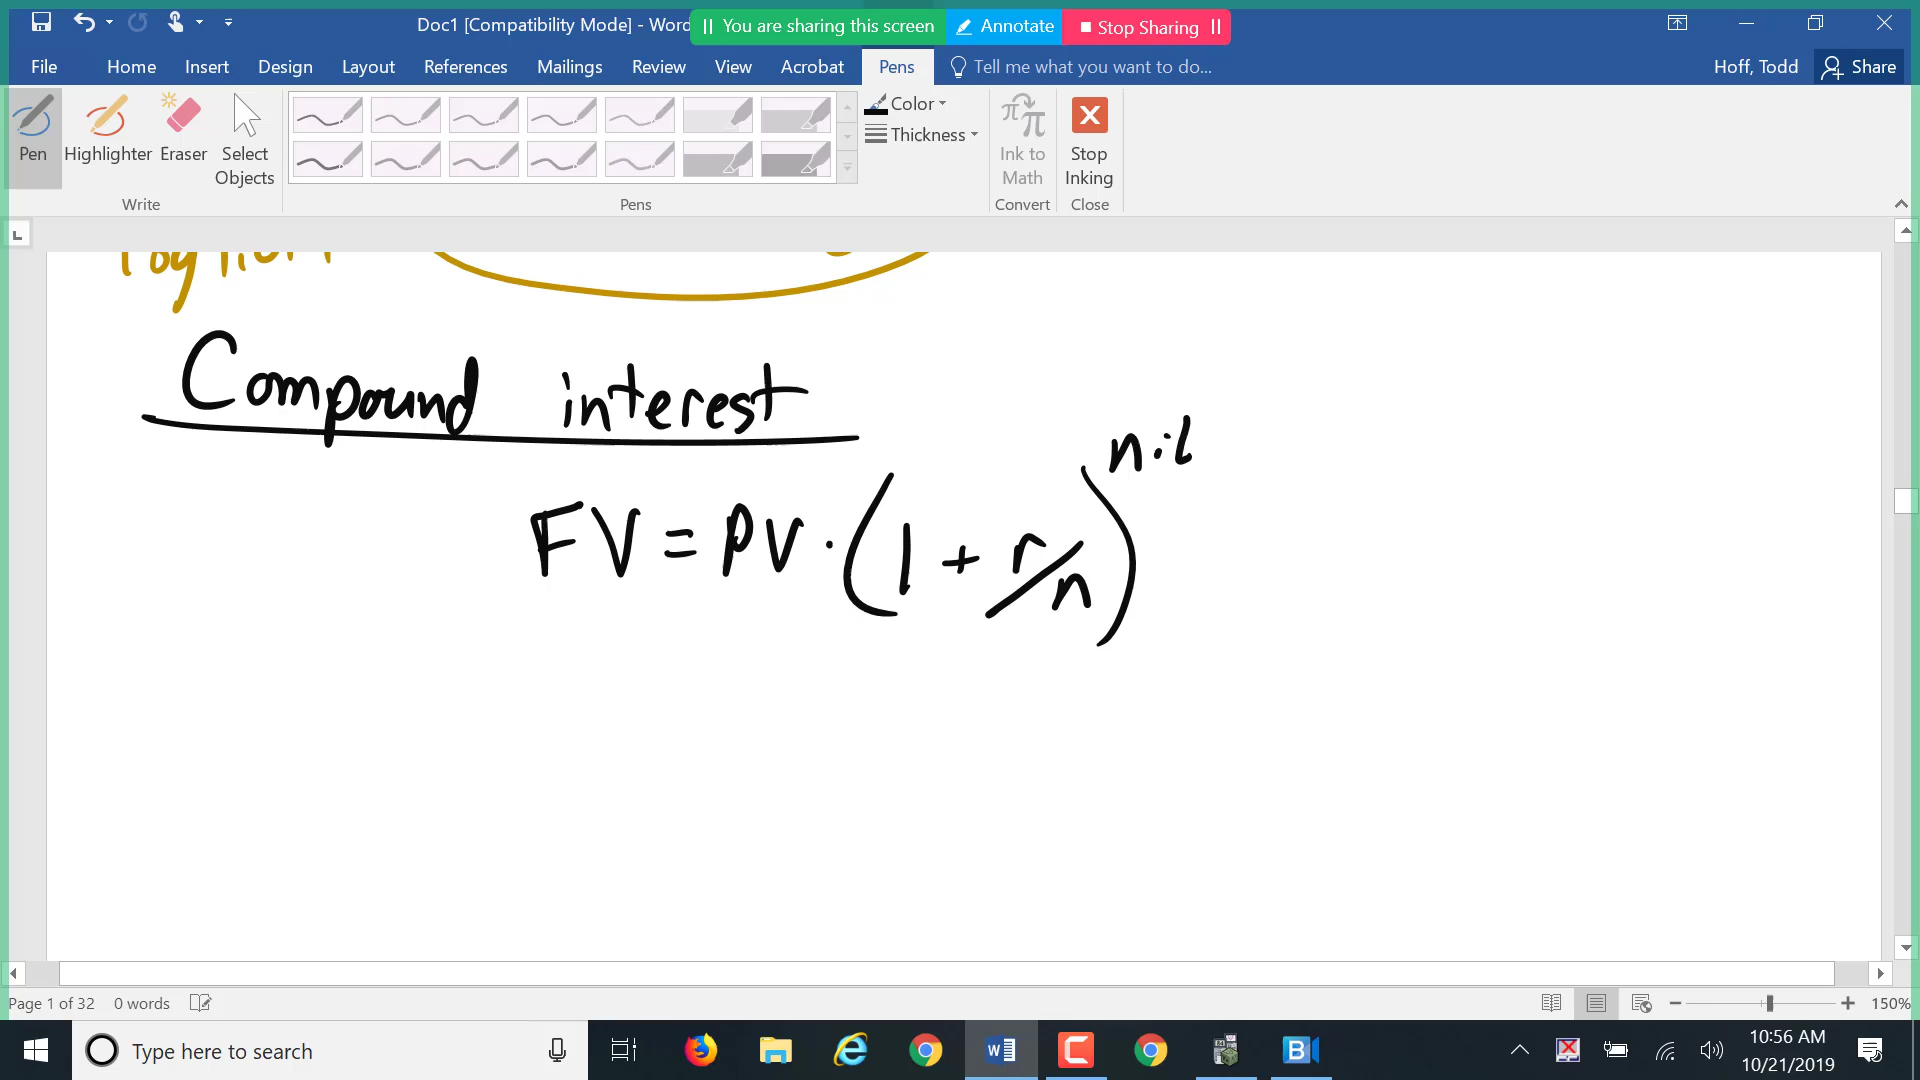 Doc1 [Compatibility Mode] - Word
You are sharing this screen
Annotate
Stop Sharing
File Home Insert Design Layout References Mailings Review View Acrobat Pens Tell me what you want to do... Hoff, Todd Share
Pen Highlighter Eraser Select Objects
Color
Thickness
Ink to Math
Stop Inking
Write Pens Convert Close
Compound interest
FV = PV · (1 + r/n)^n·t
Page 1 of 32 0 words 150%
Type here to search
10:56 AM
10/21/2019